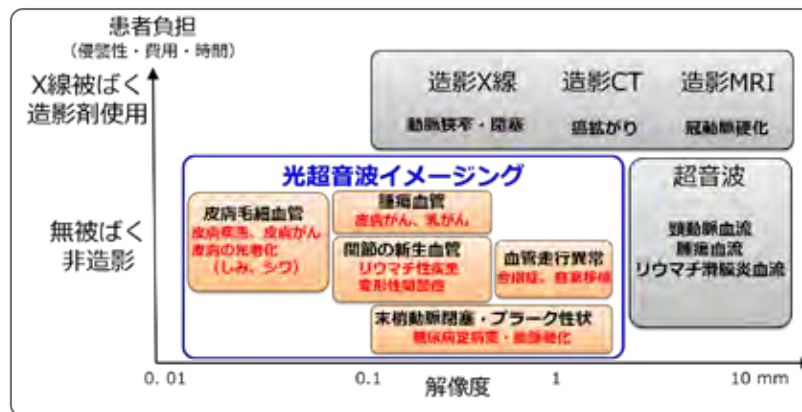 患者負担
（侵襲性・費用・時間）
X線被ばく
造影剤使用
無被ばく
非造影
造影X線
造影CT
造影MRI
動脈狭窄・閉塞
癌拡がり
冠動脈硬化
光超音波イメージング
超音波
頸動脈血流
腫瘍血流
リウマチ滑膜炎血流
皮膚毛細血管
皮膚疾患、皮膚がん
皮膚の光老化
（しみ、シワ）
腫瘍血管
皮膚がん、乳がん
関節の新生血管
リウマチ性疾患
変形性関節症
血管走行異常
合指症、自家移植
末梢動脈閉塞・プラーク性状
糖尿病足病変・動脈硬化
0. 01
0.1
1
10 mm
解像度